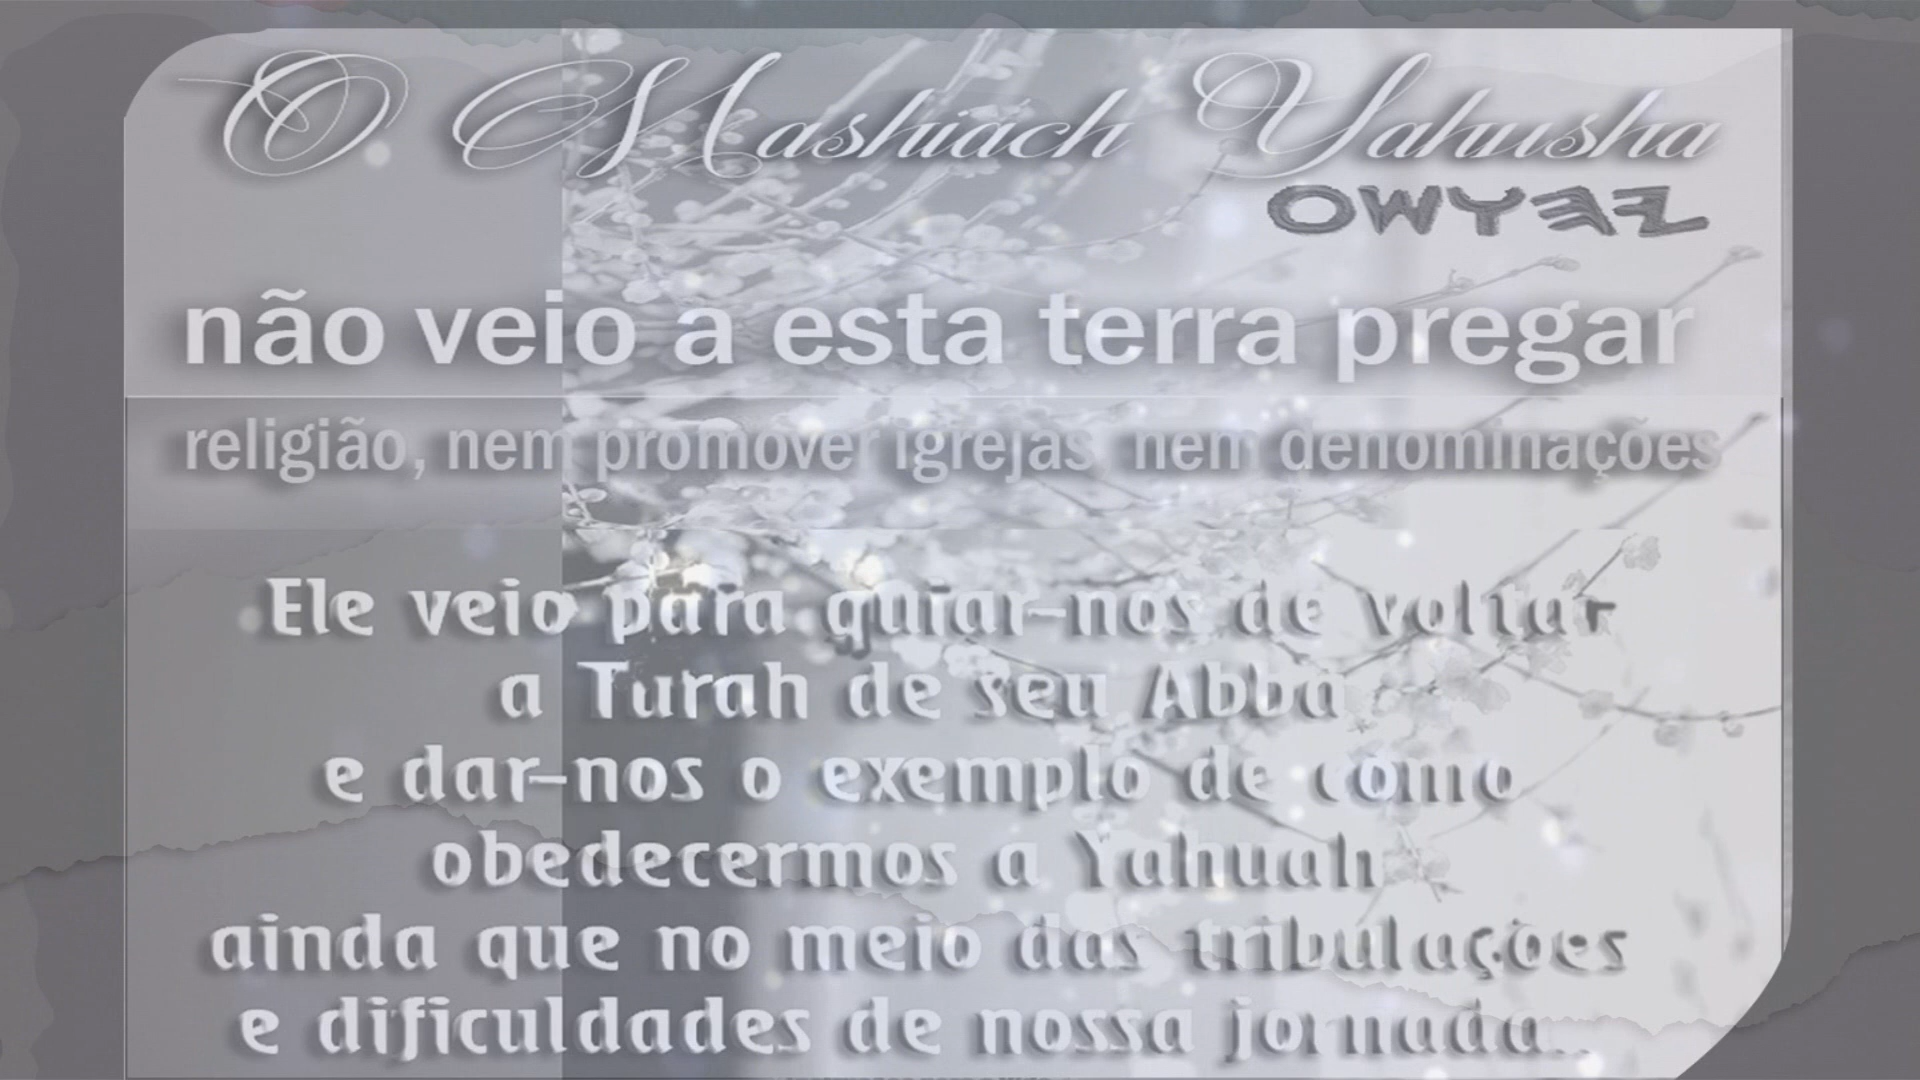 O Mashiach Yahusha
𐤉𐤄𐤅𐤔𐤏
não veio a esta terra pregar
religião, nem promover igrejas, nem denominações
Ele veio para guiar-nos de voltar
a Turah de seu Abba
e dar-nos o exemplo de como
obedecermos a Yahuah
ainda que no meio das tribulações
e dificuldades de nossa jornada...